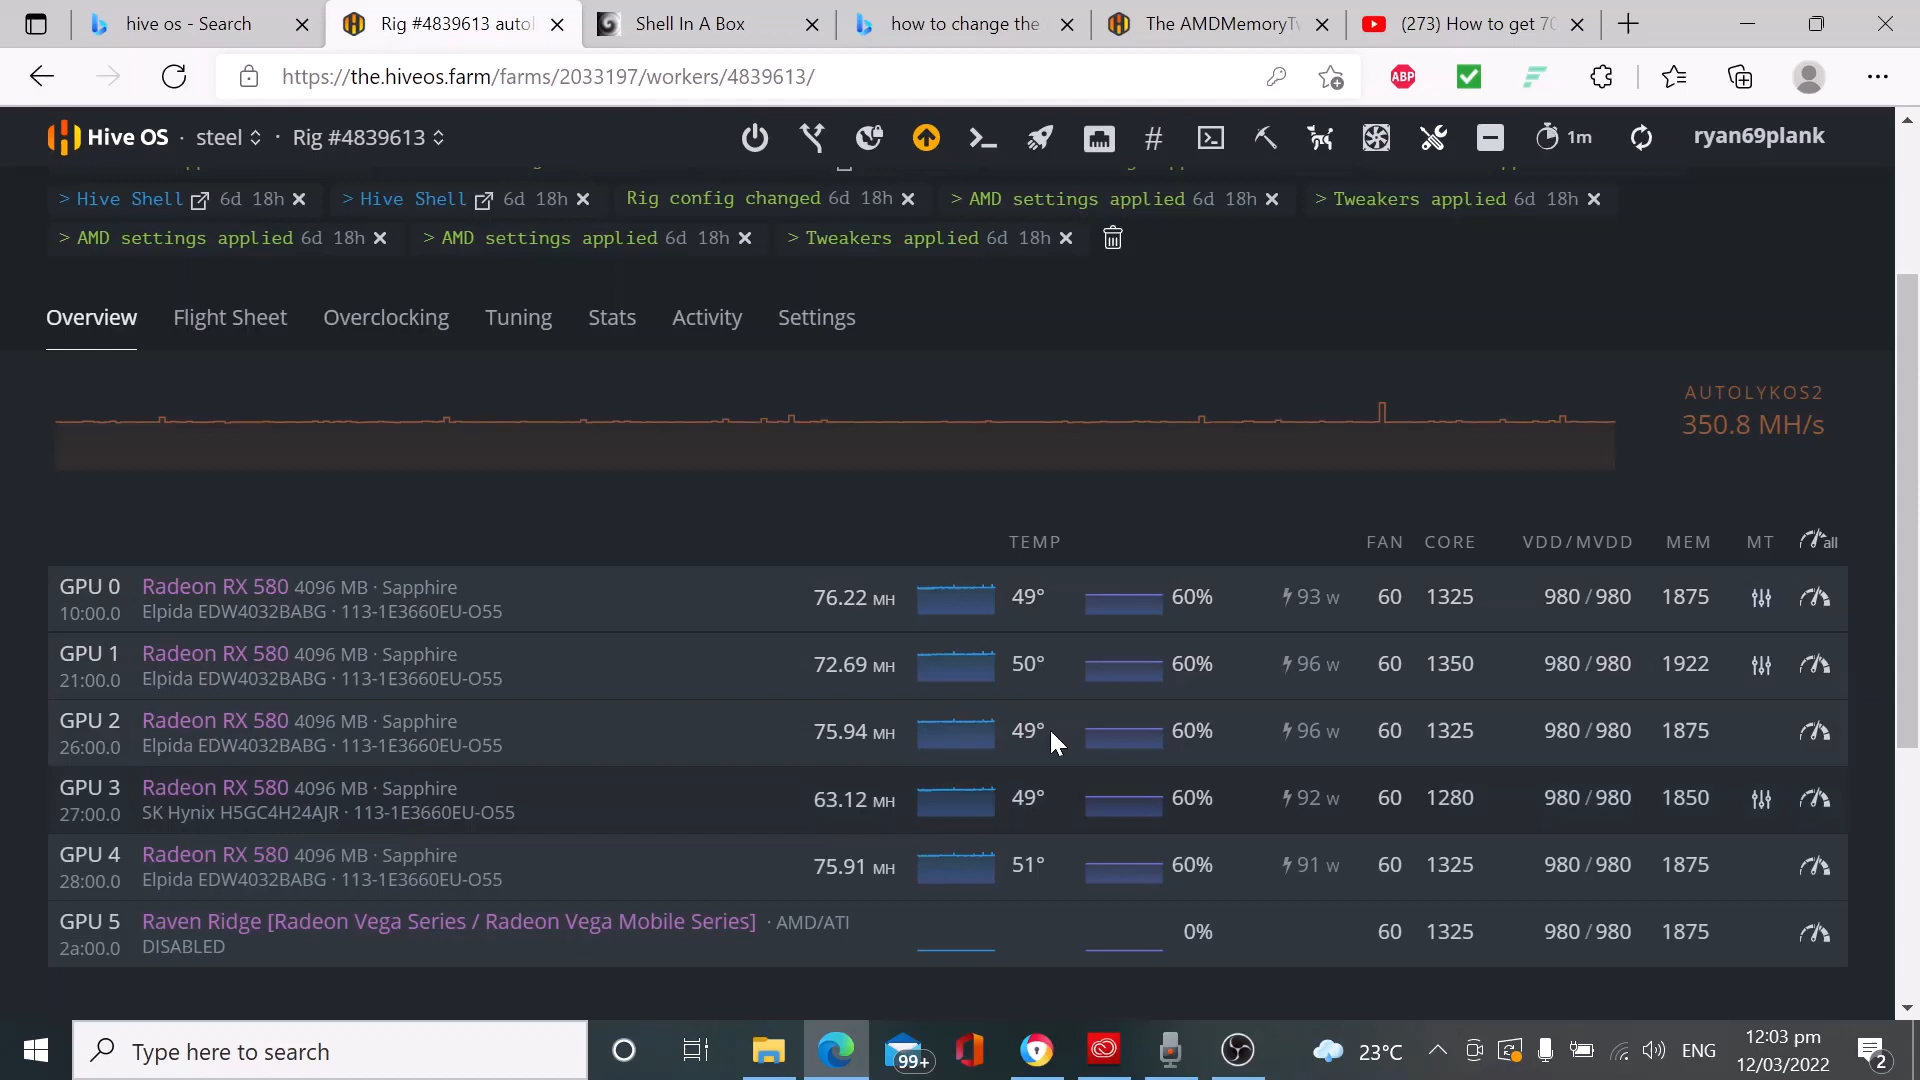 hive os - Search
Rig #4839613 autol
Shell In A Box
how to change the
The AMDMemoryTw
(273) How to get 70
https://the.hiveos.farm/farms/2033197/workers/4839613/
ABP
Hive OS · steel · Rig #4839613
# 1m
ryan69plank
> Hive Shell 6d 18h × > Hive Shell 6d 18h × Rig config changed 6d 18h × > AMD settings applied 6d 18h × > Tweakers applied 6d 18h ×
> AMD settings applied 6d 18h × > AMD settings applied 6d 18h × > Tweakers applied 6d 18h ×
Overview Flight Sheet Overclocking Tuning Stats Activity Settings
AUTOLYKOS2
350.8 MH/s
TEMP FAN CORE VDD/MVDD MEM MT all
GPU 0 Radeon RX 580 4096 MB · Sapphire 76.22 MH 49° 60% 93 W 60 1325 980 / 980 1875
10:00.0 Elpida EDW4032BABG · 113-1E3660EU-O55
GPU 1 Radeon RX 580 4096 MB · Sapphire 72.69 MH 50° 60% 96 W 60 1350 980 / 980 1922
21:00.0 Elpida EDW4032BABG · 113-1E3660EU-O55
GPU 2 Radeon RX 580 4096 MB · Sapphire 75.94 MH 49° 60% 96 W 60 1325 980 / 980 1875
26:00.0 Elpida EDW4032BABG · 113-1E3660EU-O55
GPU 3 Radeon RX 580 4096 MB · Sapphire 63.12 MH 49° 60% 92 W 60 1280 980 / 980 1850
27:00.0 SK Hynix H5GC4H24AJR · 113-1E3660EU-O55
GPU 4 Radeon RX 580 4096 MB · Sapphire 75.91 MH 51° 60% 91 W 60 1325 980 / 980 1875
28:00.0 Elpida EDW4032BABG · 113-1E3660EU-O55
GPU 5 Raven Ridge [Radeon Vega Series / Radeon Vega Mobile Series] · AMD/ATI 0% 60 1325 980 / 980 1875
2a:00.0 DISABLED
Type here to search
99+
23°C
ENG
12:03 pm
12/03/2022
2